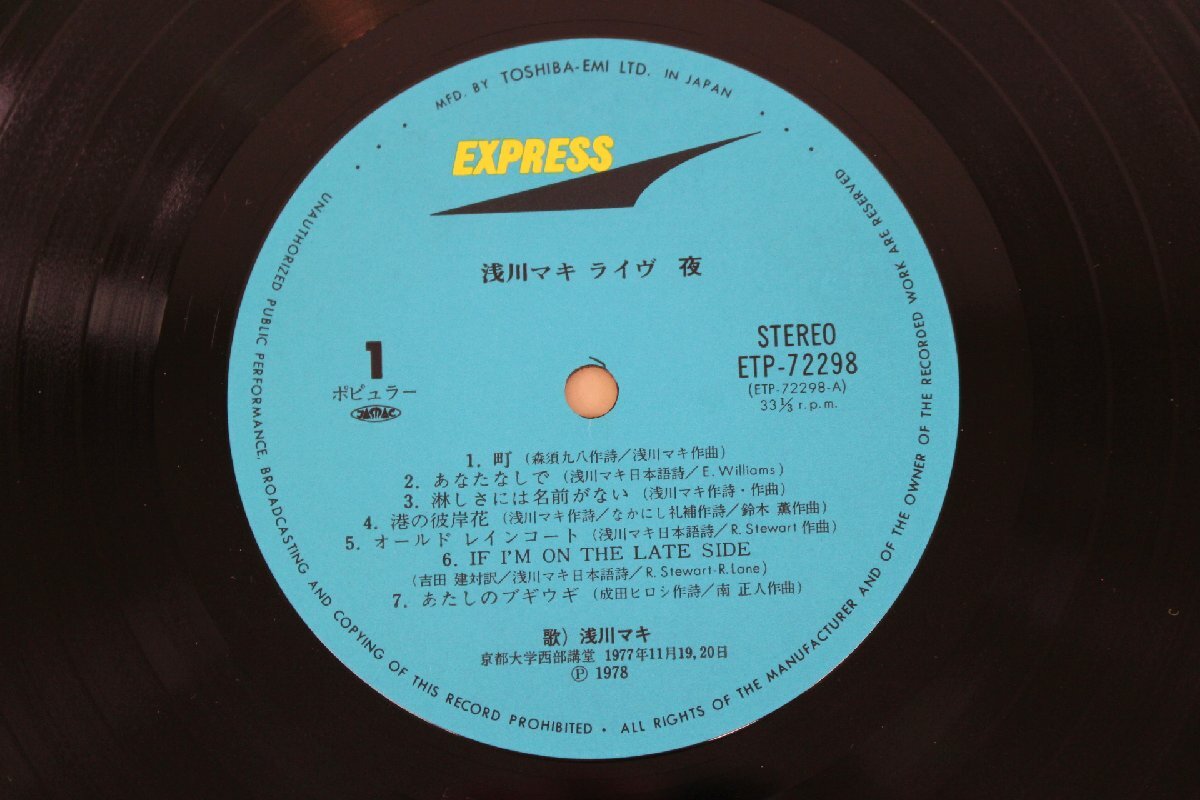 MFD. BY TOSHIBA-EMI LTD. IN JAPAN
EXPRESS
浅川マキ ライヴ 夜
1
ポピュラー
JASRAC
STEREO
ETP-72298
(ETP-72298-A)
33⅓ r.p.m.
1. 町 (森須九八作詩/浅川マキ作曲)
2. あなたなしで (浅川マキ日本語詩/E. Williams)
3. 淋しさには名前がない (浅川マキ作詩・作曲)
4. 港の彼岸花 (浅川マキ作詩/なかにし礼補作詩/鈴木 薫作曲)
5. オールド レインコート (浅川マキ日本語詩/R. Stewart 作曲)
6. IF I'M ON THE LATE SIDE
(吉田 建対訳/浅川マキ日本語詩/R. Stewart-R. Lane)
7. あたしのブギウギ (成田ヒロシ作詩/南 正人作曲)
歌) 浅川マキ
京都大学西部講堂 1977年11月19, 20日
Ⓟ 1978
UNAUTHORIZED PUBLIC PERFORMANCE, BROADCASTING AND COPYING OF THIS RECORD PROHIBITED • ALL RIGHTS OF THE MANUFACTURER AND OF THE OWNER OF THE RECORDED WORK ARE RESERVED